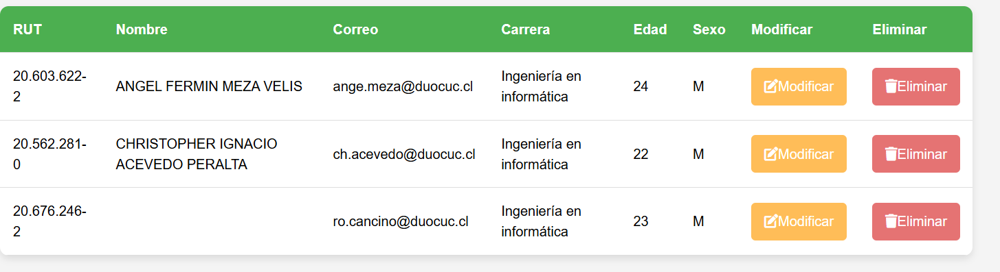 RUT Nombre Correo Carrera Edad Sexo Modificar Eliminar
20.603.622-
2 ANGEL FERMIN MEZA VELIS ange.meza@duocuc.cl Ingeniería en
informática 24 M Modificar Eliminar
20.562.281-
0 CHRISTOPHER IGNACIO
ACEVEDO PERALTA ch.acevedo@duocuc.cl Ingeniería en
informática 22 M Modificar Eliminar
20.676.246-
2 ro.cancino@duocuc.cl Ingeniería en
informática 23 M Modificar Eliminar